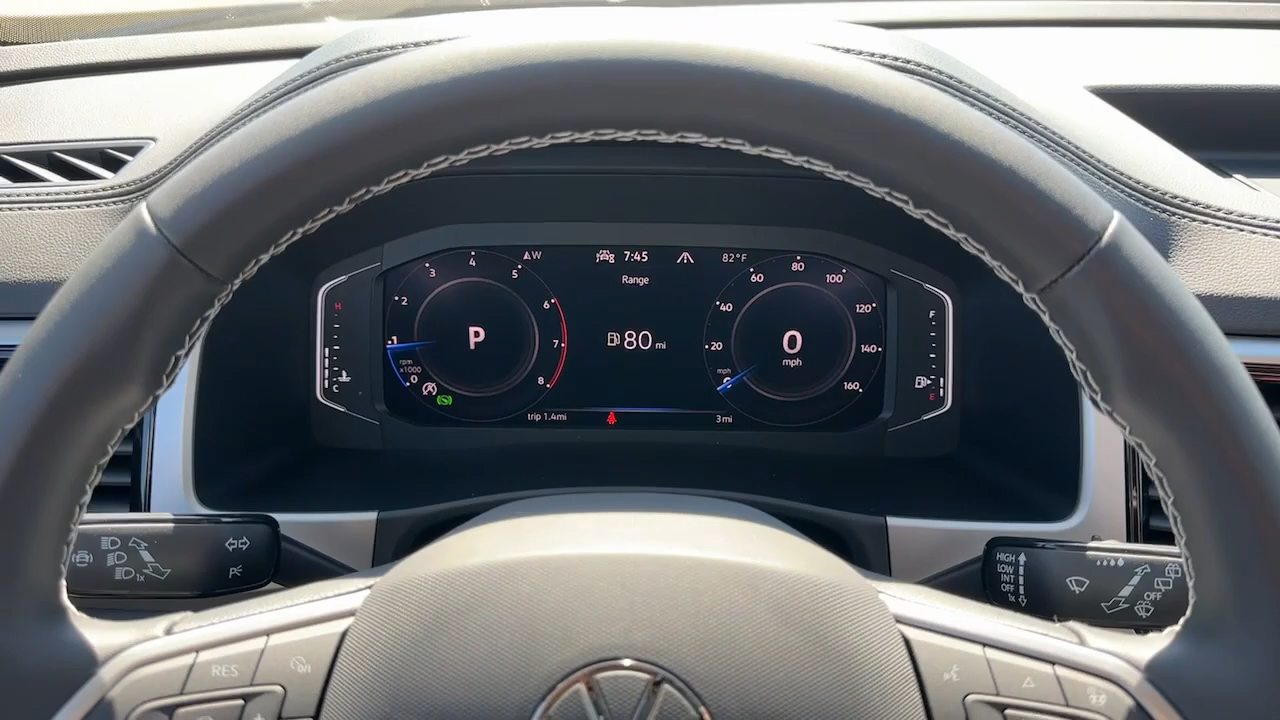 W 7:45 82°F
Range
80 mi
H
C
1 2 3 4 5 6 7 8
rpm
x1000
0
P
20 40 60 80 100 120 140 160
mph
0
mph
F
E
trip 1.4mi 3mi
1x
P
HIGH
LOW
INT
OFF
1x
OFF
RES